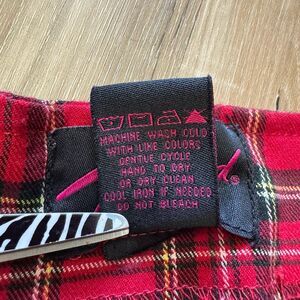 MACHINE WASH COLD
WITH LIKE COLORS
GENTLE CYCLE
HAND TO DRY
OR DRY CLEAN
COOL IRON IF NEEDED
DO NOT BLEACH
®